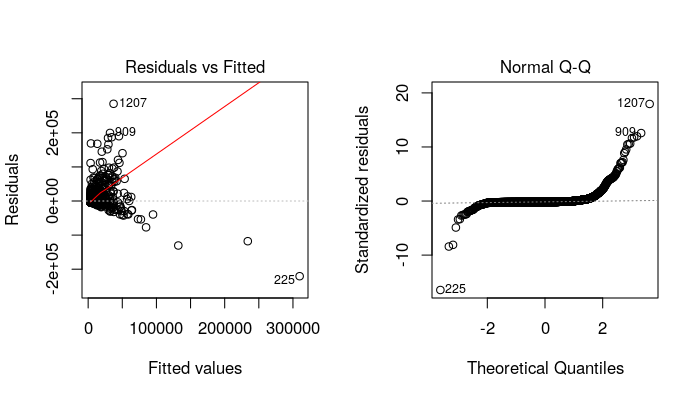 Residuals vs Fitted
Residuals
2e+05
0e+00
-2e+05
1207
909
225
0
100000
200000
300000
Fitted values
Normal Q-Q
Standardized residuals
20
10
0
-10
1207
909
225
-2
0
2
Theoretical Quantiles